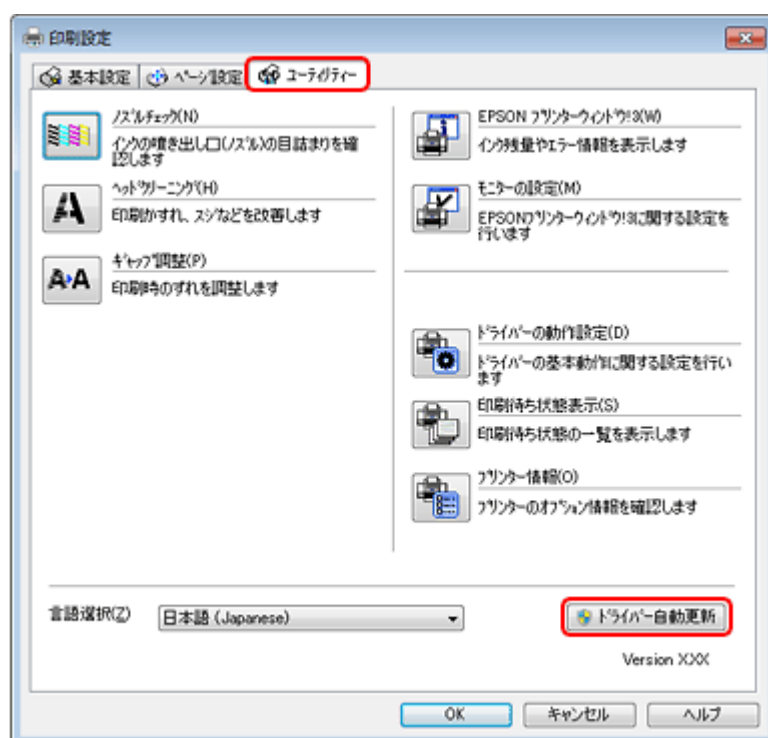 印刷設定
基本設定
ページ設定
ユーティリティー
ノズルチェック(N)
インクの噴き出し口(ノズル)の目詰まりを確
認します
ヘッドクリーニング(H)
印刷かすれ、スジなどを改善します
ギャップ調整(P)
印刷時のずれを調整します
EPSON プリンターウィンドウ!3(W)
インク残量やエラー情報を表示します
モニターの設定(M)
EPSONプリンターウィンドウ!3に関する設定を
行います
ドライバーの動作設定(D)
ドライバーの基本動作に関する設定を行い
ます
印刷待ち状態表示(S)
印刷待ち状態の一覧を表示します
プリンター情報(O)
プリンターのオプション情報を確認します
言語選択(Z)
日本語 (Japanese)
ドライバー自動更新
Version X.XX
OK
キャンセル
ヘルプ